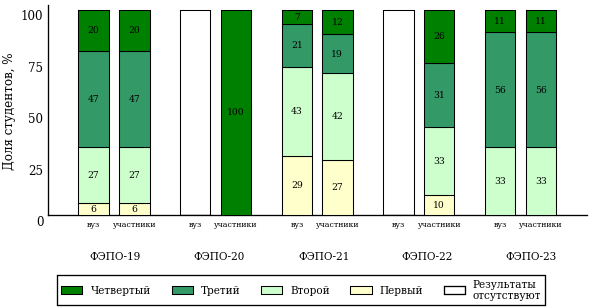 Доля студентов, %
100
75
50
25
0
20 20 7 12 26 11 11
47 47 100 21 19 31 56 56
27 27 43 42 33 33 33
6 6 29 27 10
вуз участники вуз участники вуз участники вуз участники вуз участники
ФЭПО-19 ФЭПО-20 ФЭПО-21 ФЭПО-22 ФЭПО-23
Четвертый Третий Второй Первый Результаты
отсутствуют